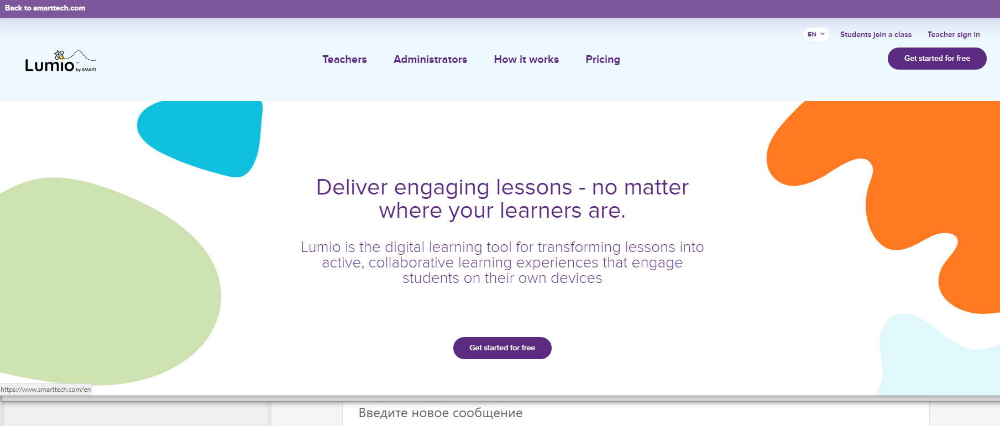 Back to smarttech.com
EN
Students join a class
Teacher sign in
Lumio™ by SMART
Teachers
Administrators
How it works
Pricing
Get started for free
Deliver engaging lessons - no matter
where your learners are.
Lumio is the digital learning tool for transforming lessons into
active, collaborative learning experiences that engage
students on their own devices
Get started for free
https://www.smarttech.com/en
Введите новое сообщение